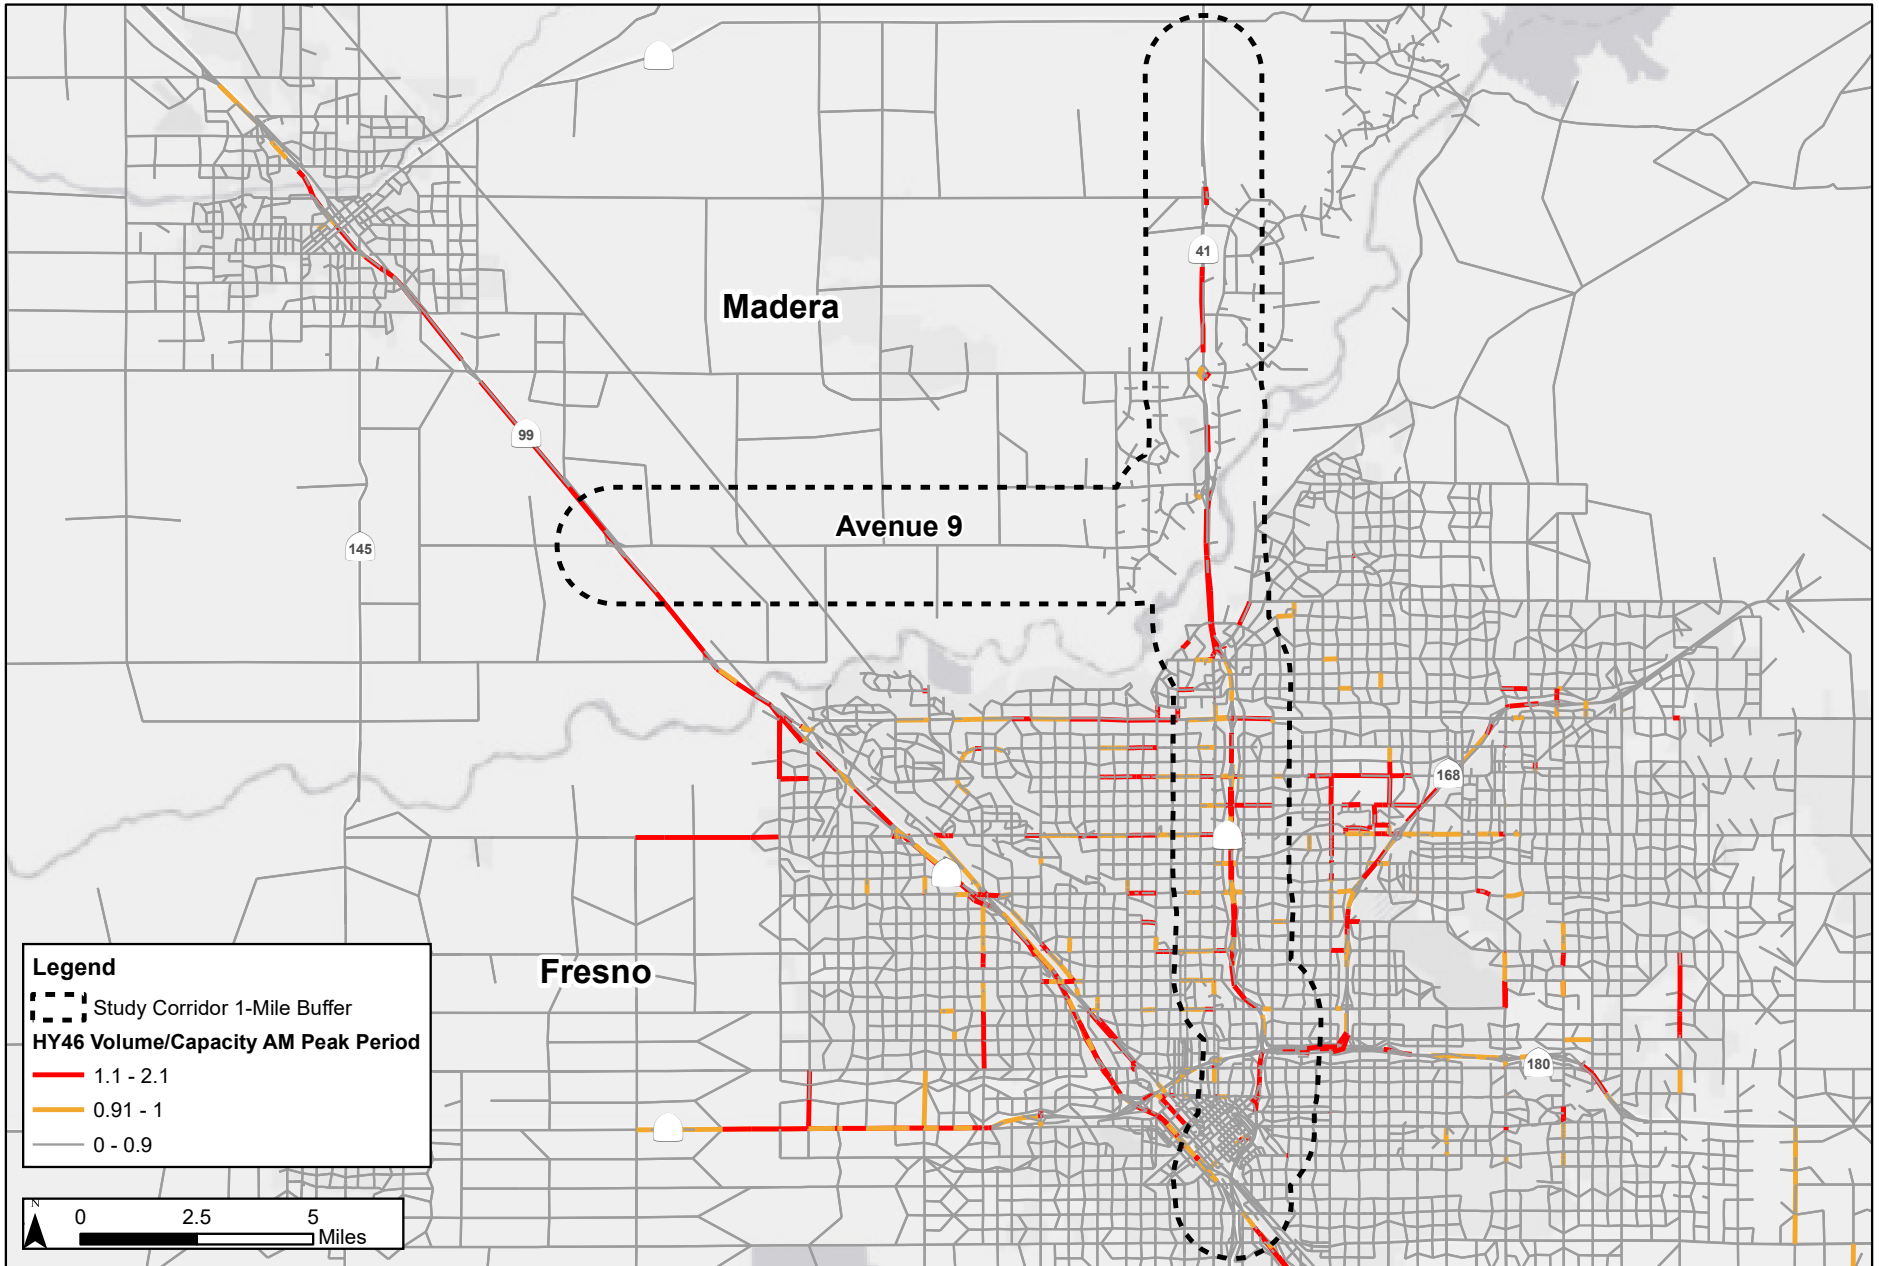 41
Madera
99
Avenue 9
145
168
Fresno
180
Legend
Study Corridor 1-Mile Buffer
HY46 Volume/Capacity AM Peak Period
1.1 - 2.1
0.91 - 1
0 - 0.9
N
0 2.5 5
Miles